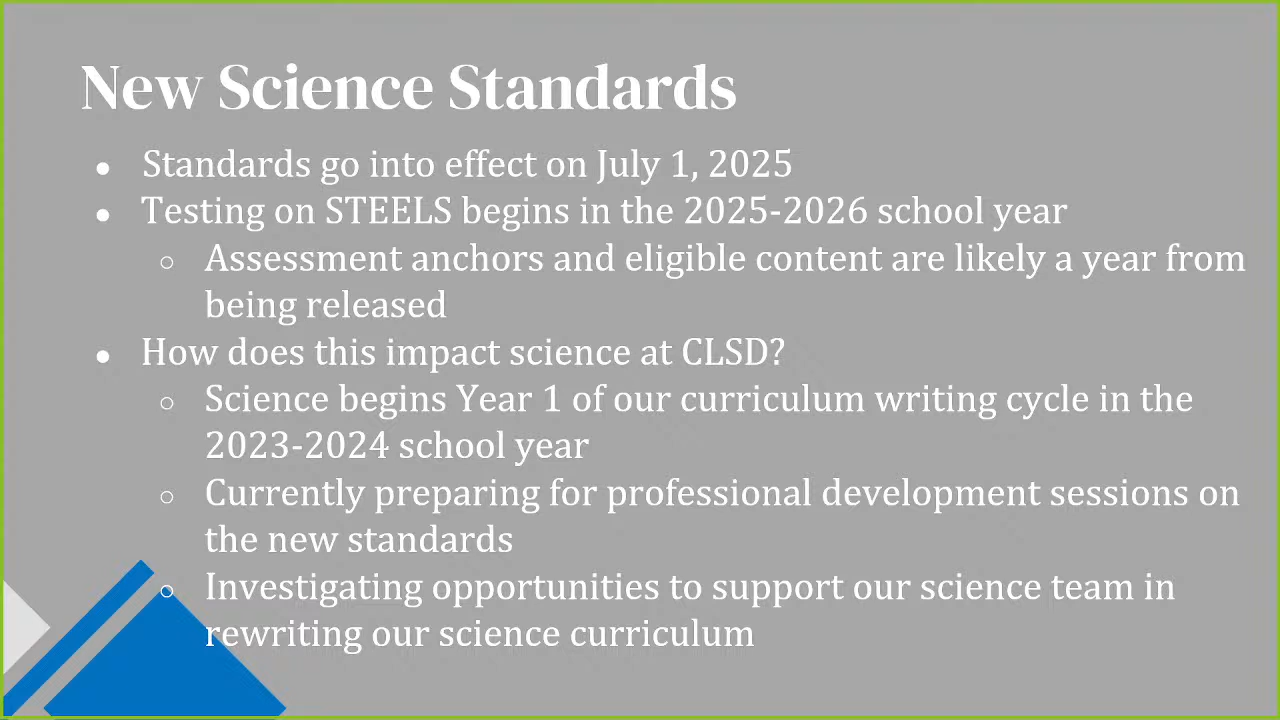 New Science Standards
● Standards go into effect on July 1, 2025
● Testing on STEELS begins in the 2025-2026 school year
○ Assessment anchors and eligible content are likely a year from
being released
● How does this impact science at CLSD?
○ Science begins Year 1 of our curriculum writing cycle in the
2023-2024 school year
○ Currently preparing for professional development sessions on
the new standards
○ Investigating opportunities to support our science team in
rewriting our science curriculum